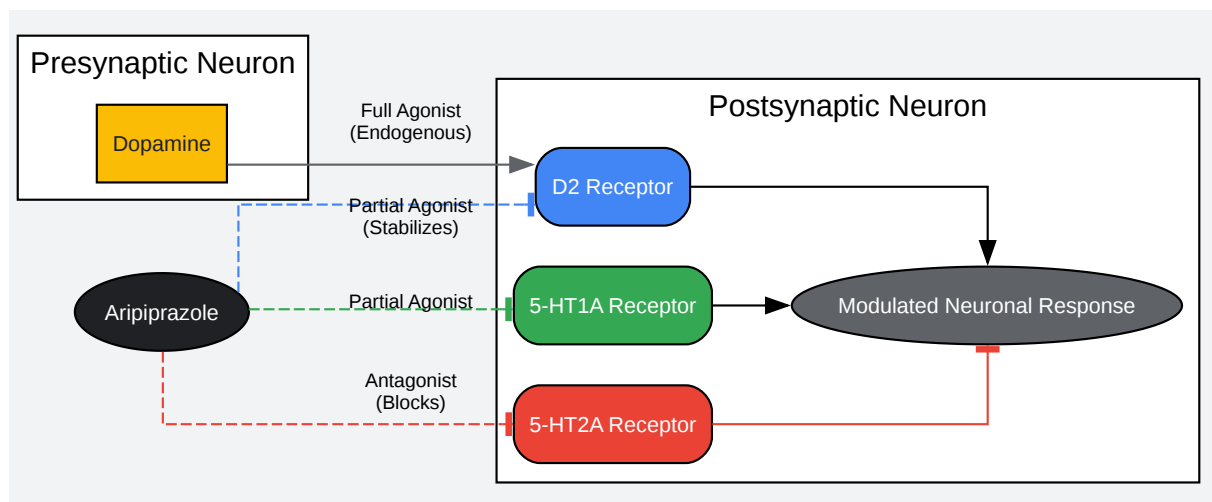 Presynaptic Neuron
Dopamine
Full Agonist
(Endogenous)
Postsynaptic Neuron
D2 Receptor
Partial Agonist
(Stabilizes)
Aripiprazole
Partial Agonist
5-HT1A Receptor
Modulated Neuronal Response
Antagonist
(Blocks)
5-HT2A Receptor